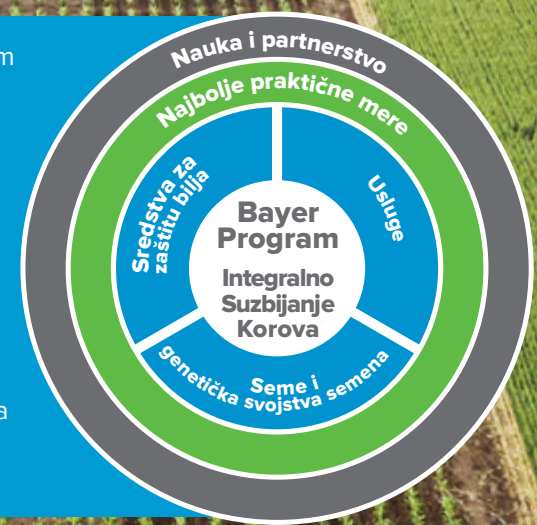 m
Nauka i partnerstvo
Najbolje praktične mere
Sredstva za
zaštitu bilja
Usluge
Bayer
Program
Integralno
Suzbijanje
Korova
Seme i
genetička svojstva semena
a